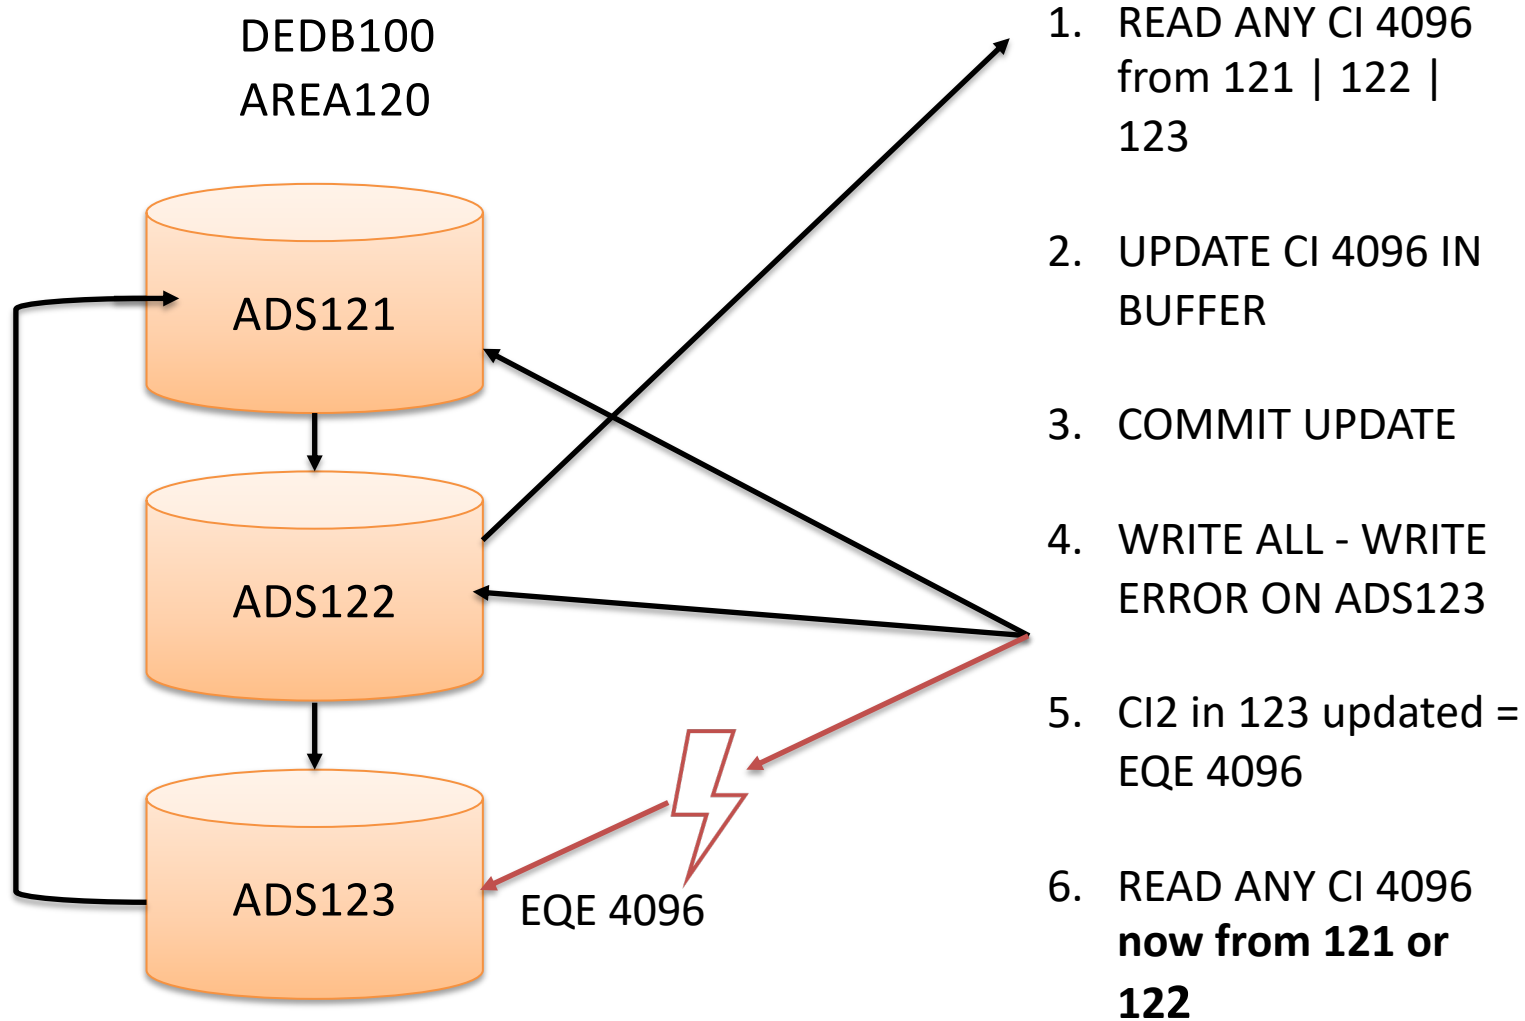 DEDB100
AREA120
ADS121
ADS122
ADS123
EQE 4096
1. READ ANY CI 4096
from 121 | 122 |
123
2. UPDATE CI 4096 IN
BUFFER
3. COMMIT UPDATE
4. WRITE ALL - WRITE
ERROR ON ADS123
5. CI2 in 123 updated =
EQE 4096
6. READ ANY CI 4096
now from 121 or
122